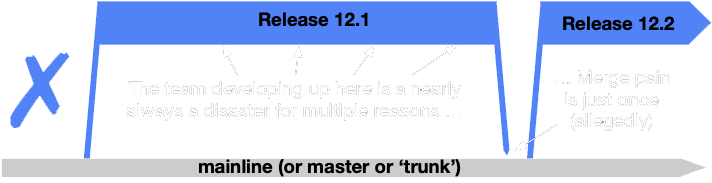 Release 12.1
Release 12.2
The team developing up here is a nearly
always a disaster for multiple reasons ...
... Merge pain
is just once
(allegedly)
mainline (or master or ‘trunk’)